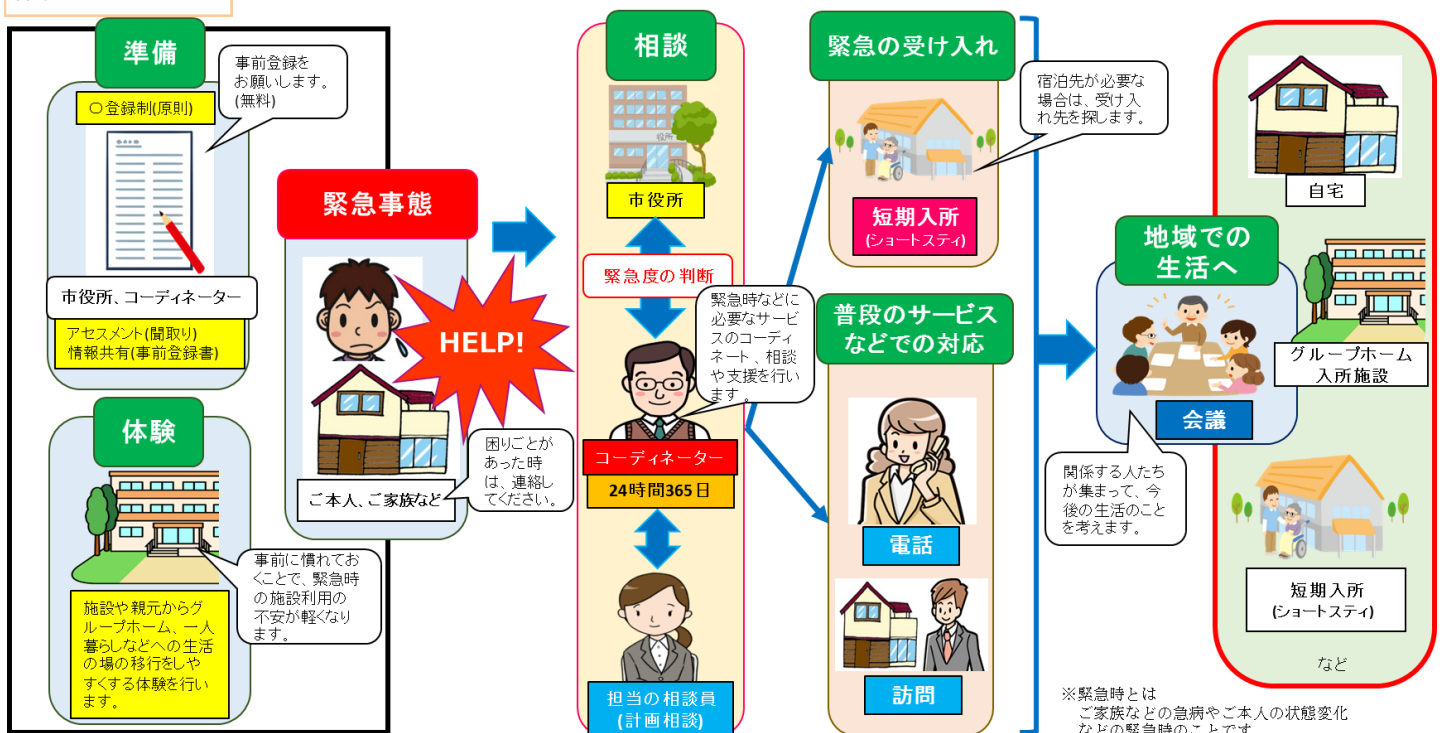 準備
事前登録を
お願いします。
(無料)
〇登録制(原則)
市役所、コーディネーター
アセスメント(聞取り)
情報共有(事前登録書)
体験
事前に慣れてお
くことで、緊急時
の施設利用の
不安が軽くなり
ます。
施設や親元からグ
ループホーム、一人
暮らしなどへの生活
の場の移行をしや
すくする体験を行い
ます。
緊急事態
HELP!
ご本人、ご家族など
困りごとが
あった時
は、連絡し
てください。
相談
役所
市役所
緊急度の判断
緊急時などに
必要なサービ
スのコーディ
ネート、相談
や支援を行い
ます。
コーディネーター
24時間365日
担当の相談員
(計画相談)
緊急の受け入れ
宿泊先が必要な
場合は、受け入
れ先を探します。
短期入所
(ショートスティ)
普段のサービス
などでの対応
電話
訪問
地域での
生活へ
会議
関係する人たち
が集まって、今
後の生活のこと
を考えます。
自宅
グループホーム
入所施設
短期入所
(ショートスティ)
など
※緊急時とは
ご家族などの急病やご本人の状態変化
などの緊急時のことです